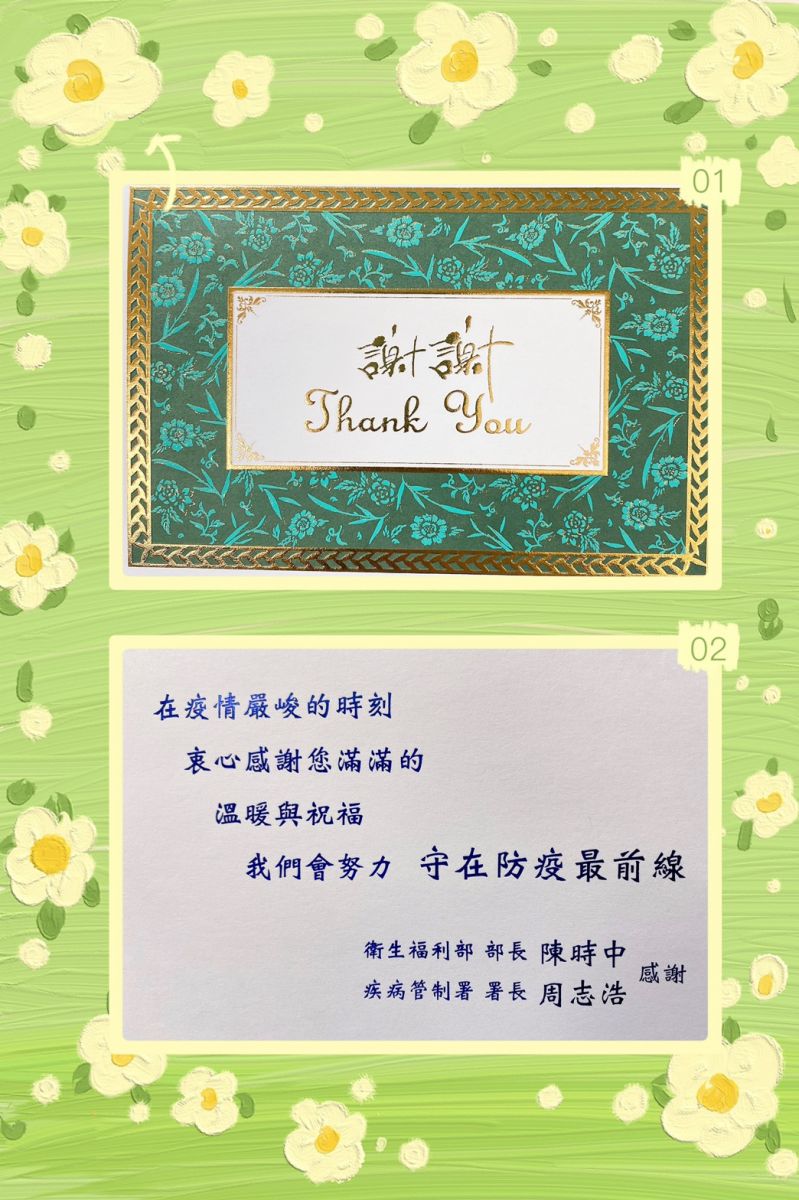 01
謝謝
Thank You
02
在疫情嚴峻的時刻
衷心感謝您滿滿的
溫暖與祝福
我們會努力 守在防疫最前線
衛生福利部 部長 陳時中
疾病管制署 署長 周志浩
感謝